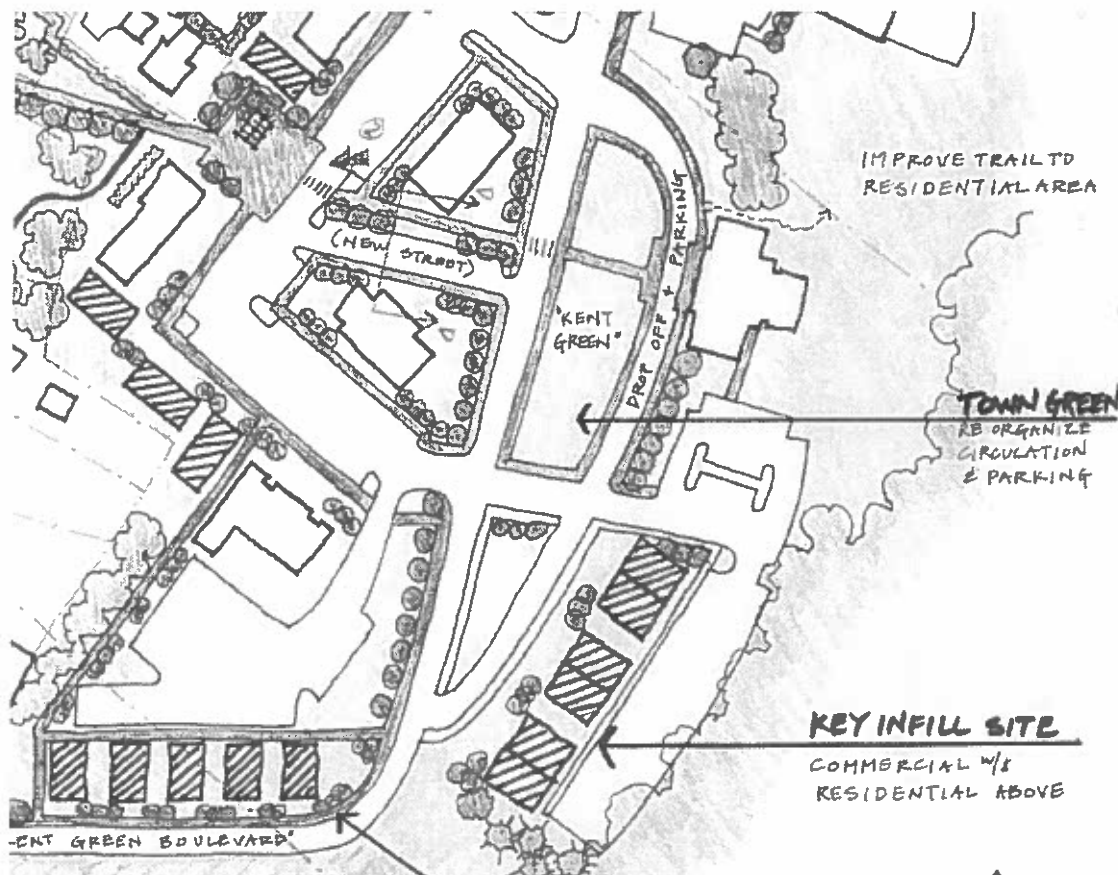 IMPROVE TRAIL TO
RESIDENTIAL AREA
(NEW STREET)
"KENT
GREEN"
DROP OFF & PARKING
TOWN GREEN
RE ORGANIZE
CIRCULATION
& PARKING
KEY INFILL SITE
COMMERCIAL W/
RESIDENTIAL ABOVE
ENT GREEN BOULEVARD"